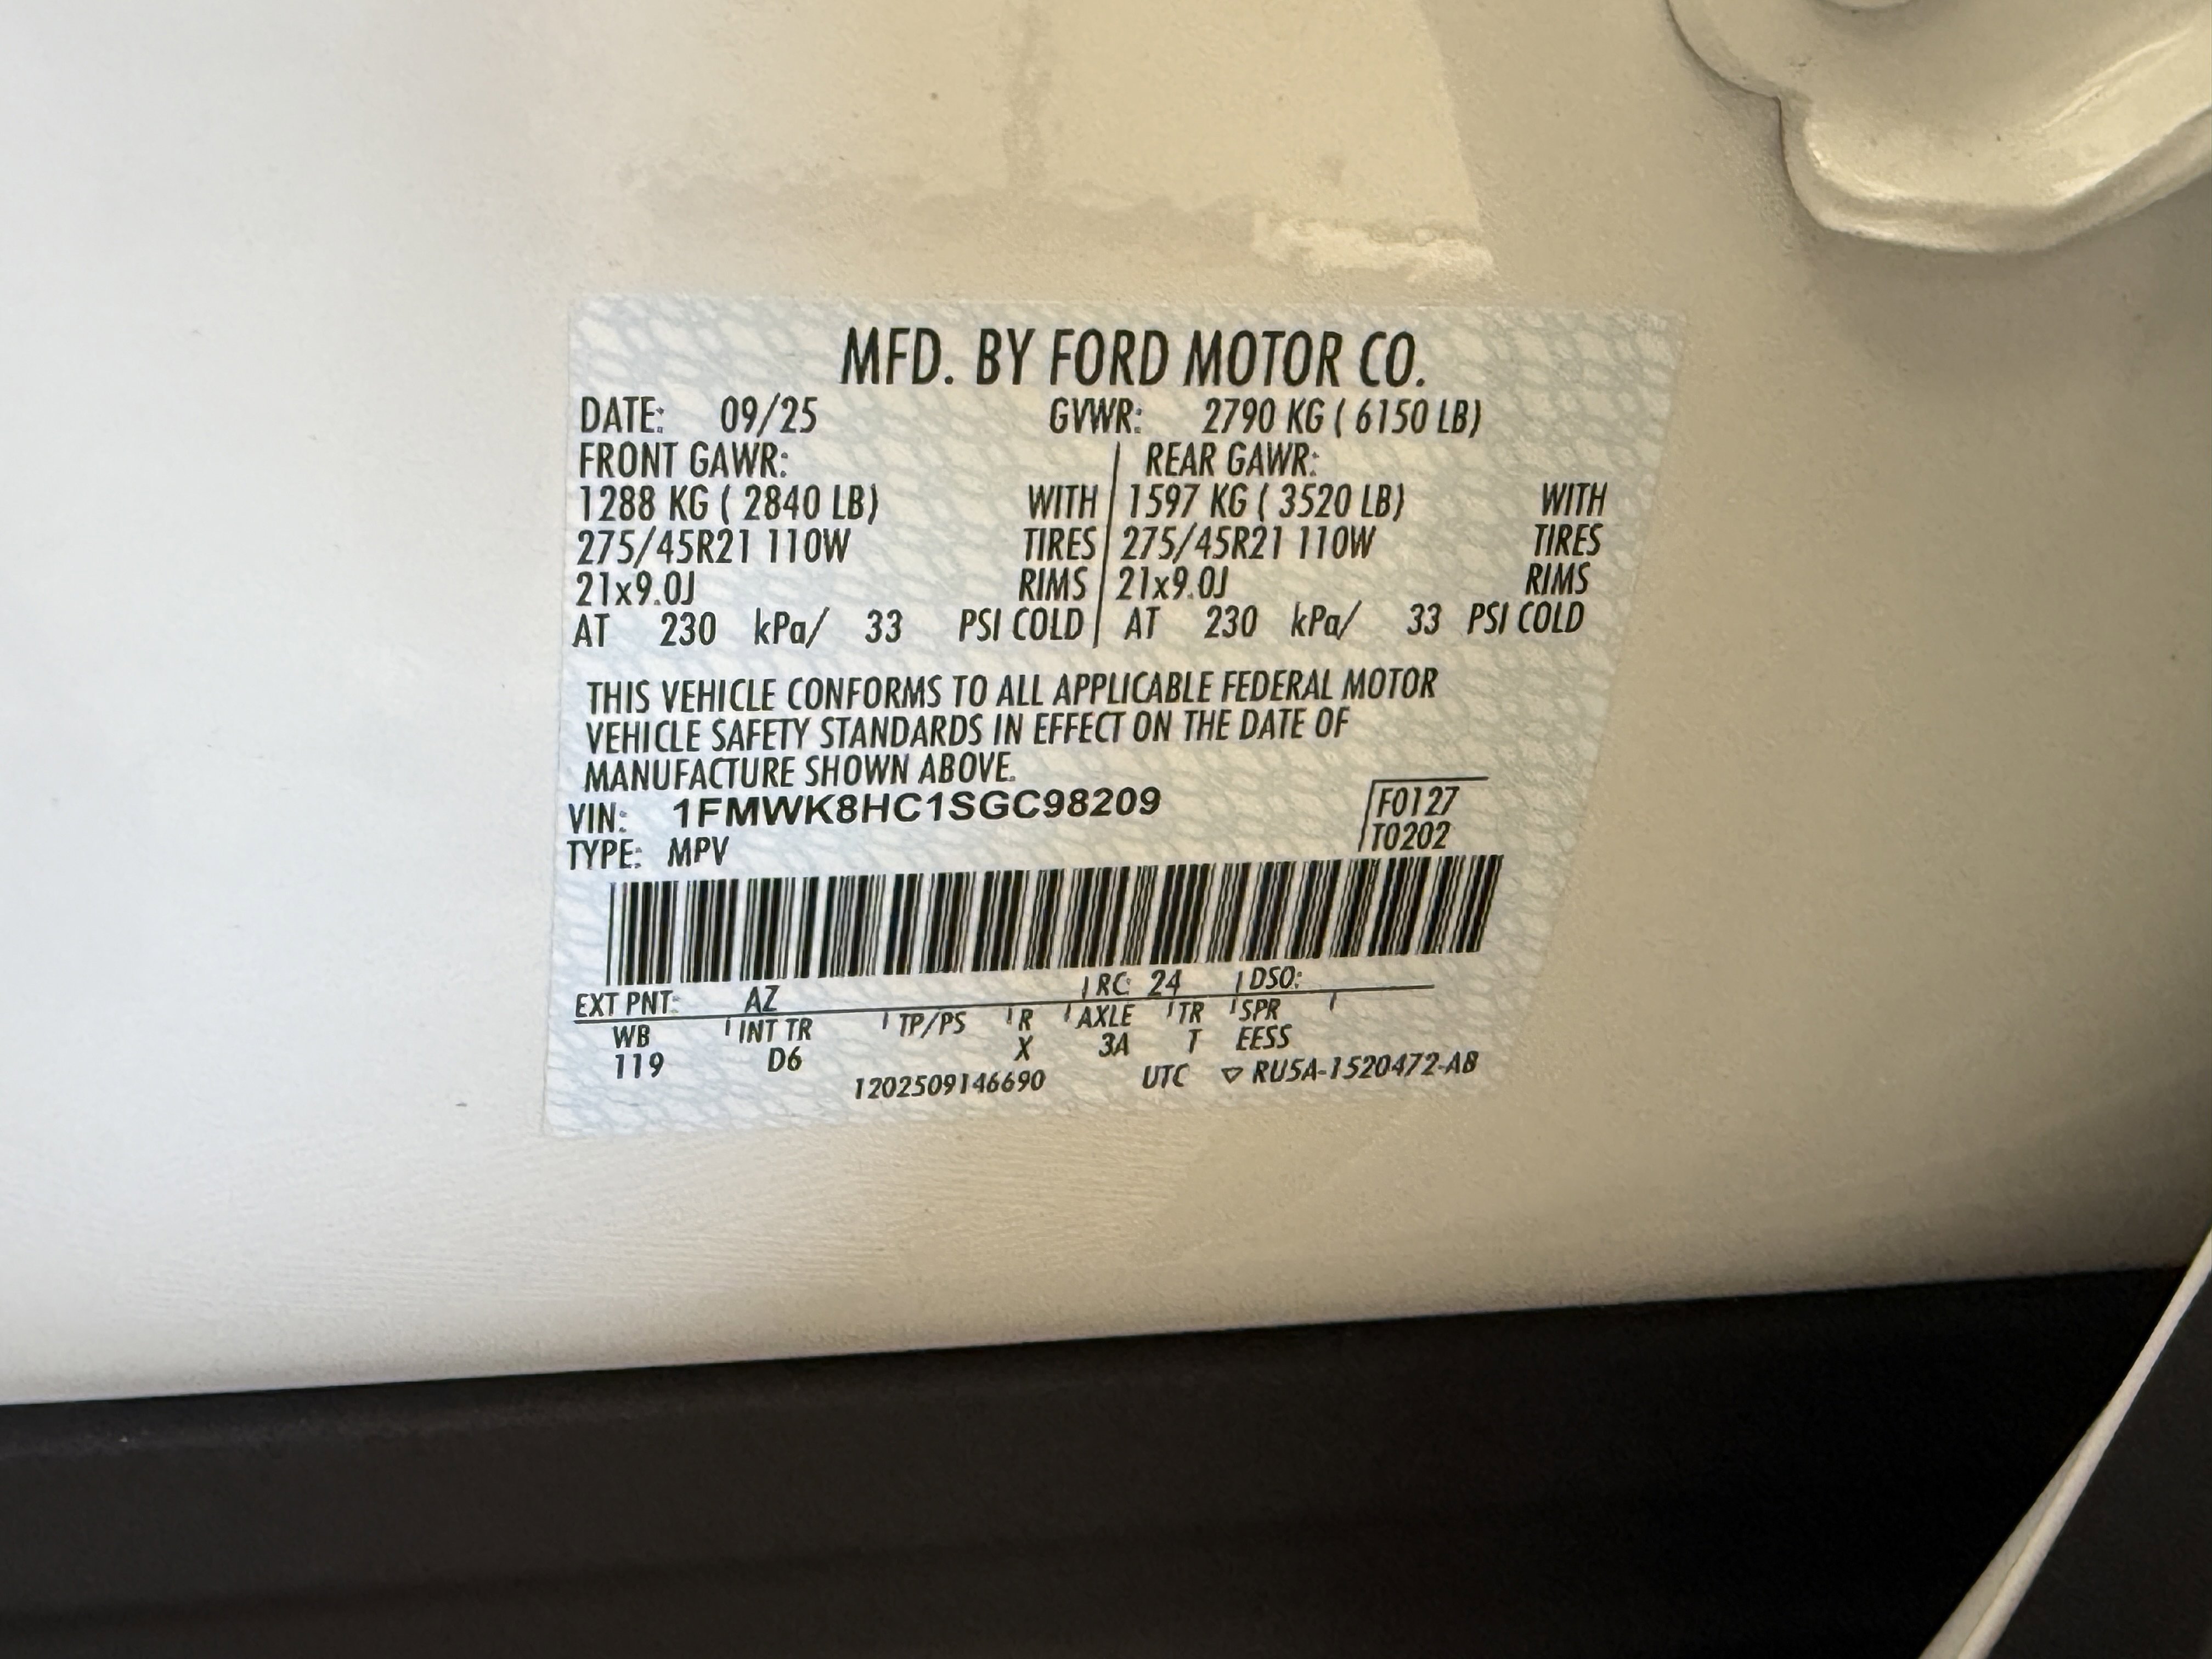 MFD. BY FORD MOTOR CO.
DATE: 09/25 GVWR: 2790 KG ( 6150 LB)
FRONT GAWR: REAR GAWR:
1288 KG ( 2840 LB) WITH 1597 KG ( 3520 LB) WITH
275/45R21 110W TIRES 275/45R21 110W TIRES
21x9.0J RIMS 21x9.0J RIMS
AT 230 kPa/ 33 PSI COLD AT 230 kPa/ 33 PSI COLD
THIS VEHICLE CONFORMS TO ALL APPLICABLE FEDERAL MOTOR
VEHICLE SAFETY STANDARDS IN EFFECT ON THE DATE OF
MANUFACTURE SHOWN ABOVE.
VIN: 1FMWK8HC1SGC98209 F0127
TYPE: MPV T0202
EXT PNT: AZ RC: 24 DSO:
WB INT TR TP/PS R AXLE TR SPR
119 D6 X 3A T EESS
1202509146690 UTC ▽ RU5A-1520472-AB